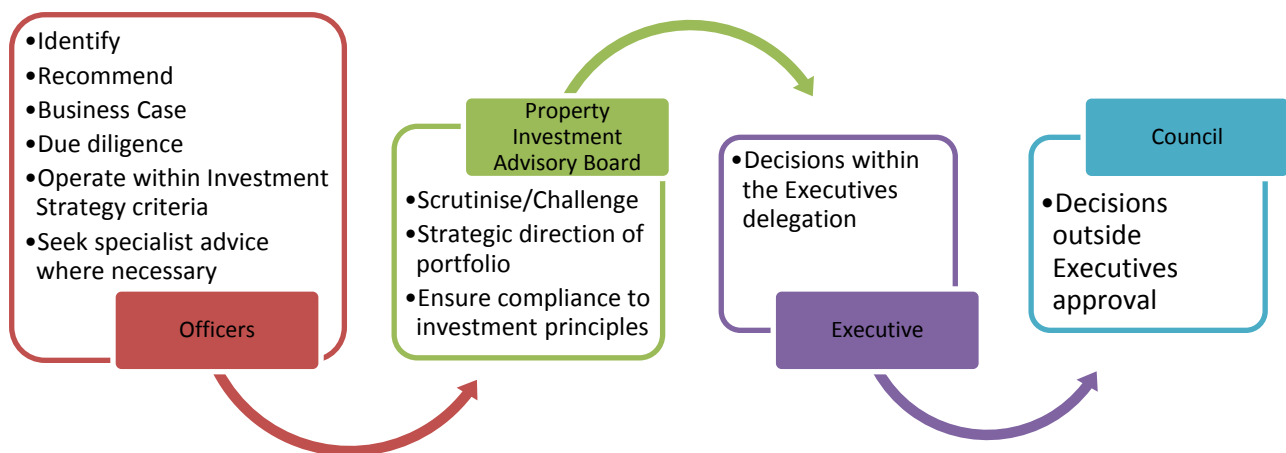 •Identify
•Recommend
•Business Case
•Due diligence
•Operate within Investment
Strategy criteria
•Seek specialist advice
where necessary
Officers
Property
Investment
Advisory Board
•Scrutinise/Challenge
•Strategic direction of
portfolio
•Ensure compliance to
investment principles
•Decisions within
the Executives
delegation
Executive
Council
•Decisions
outside
Executives
approval